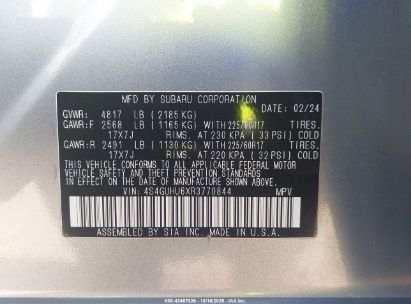 MFD BY SUBARU CORPORATION
DATE: 02/24
GVWR: 4817 LB (2185 KG)
GAWR:F 2568 LB (1165 KG) WITH 225/60R17 TIRES.
17X7J RIMS. AT 230 KPA (33 PSI) COLD
GAWR:R 2491 LB (1130 KG) WITH 225/60R17 TIRES.
17X7J RIMS. AT 220 KPA (32 PSI) COLD
THIS VEHICLE CONFORMS TO ALL APPLICABLE FEDERAL MOTOR
VEHICLE SAFETY AND THEFT PREVENTION STANDARDS
IN EFFECT ON THE DATE OF MANUFACTURE SHOWN ABOVE.
VIN: 4S4GUHU6XR3770844 MPV
ASSEMBLED BY SIA INC. MADE IN U.S.A.